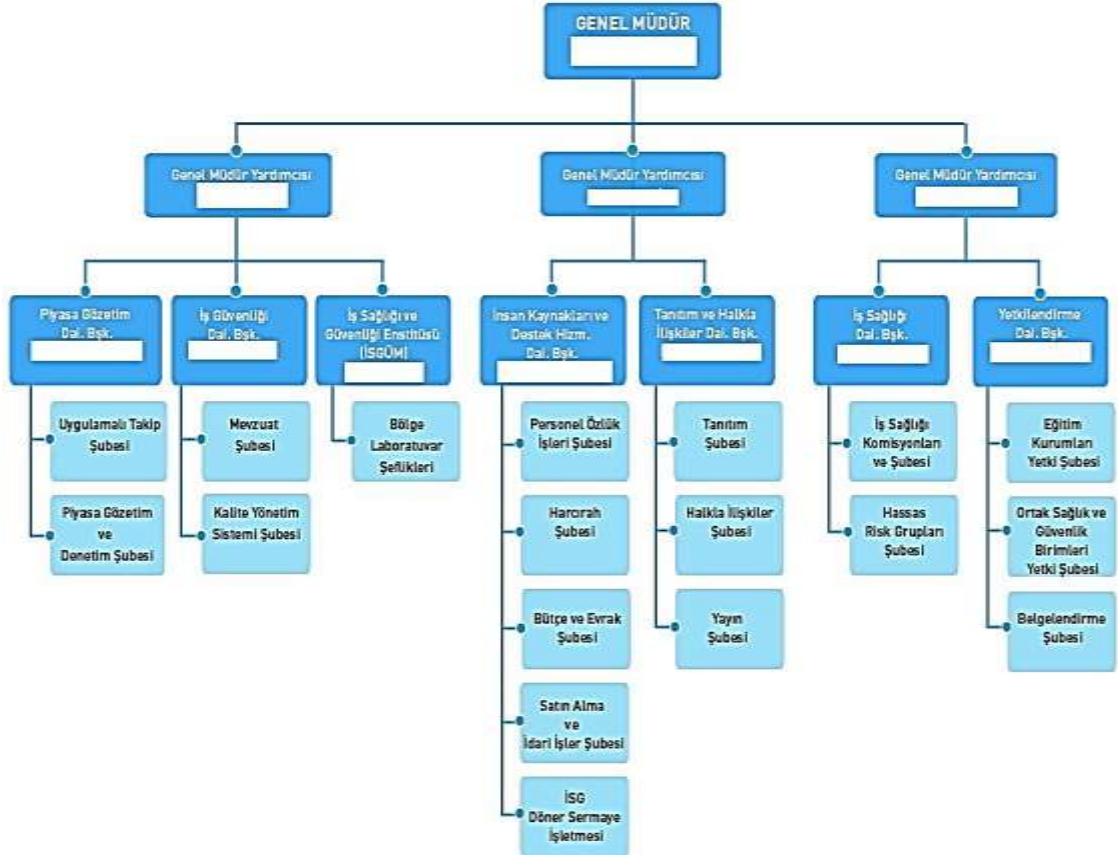 GENEL MÜDÜR
Genel Müdür Yardımcısı
Genel Müdür Yardımcısı
Genel Müdür Yardımcısı
Piyasa Gözetim
Dai. Bşk.
İş Güvenliği
Dai. Bşk.
İş Sağlığı ve
Güvenliği Enstitüsü
(İSGÜM)
İnsan Kaynakları ve
Destek Hizm.
Dai. Bşk.
Tanıtım ve Halkla
İlişkiler Dai. Bşk.
İş Sağlığı
Dai. Bşk.
Yetkilendirme
Dai. Bşk.
Uygulamalı Takip
Şubesi
Piyasa Gözetim
ve
Denetim Şubesi
Mevzuat
Şubesi
Kalite Yönetim
Sistemi Şubesi
Bölge
Laboratuvar
Şeflikleri
Personel Özlük
İşleri Şubesi
Harcırah
Şubesi
Bütçe ve Evrak
Şubesi
Satın Alma
ve
İdari İşler Şubesi
İSG
Döner Sermaye
İşletmesi
Tanıtım
Şubesi
Halkla İlişkiler
Şubesi
Yayın
Şubesi
İş Sağlığı
Komisyonları
ve Şubesi
Hassas
Risk Grupları
Şubesi
Eğitim
Kurumları
Yetki Şubesi
Ortak Sağlık ve
Güvenlik
Birimleri
Yetki Şubesi
Belgelendirme
Şubesi